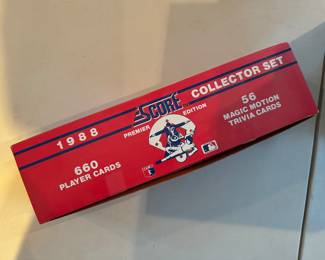 1988
SCORE
COLLECTOR SET
PREMIER EDITION
660
PLAYER CARDS
56
MAGIC MOTION
TRIVIA CARDS